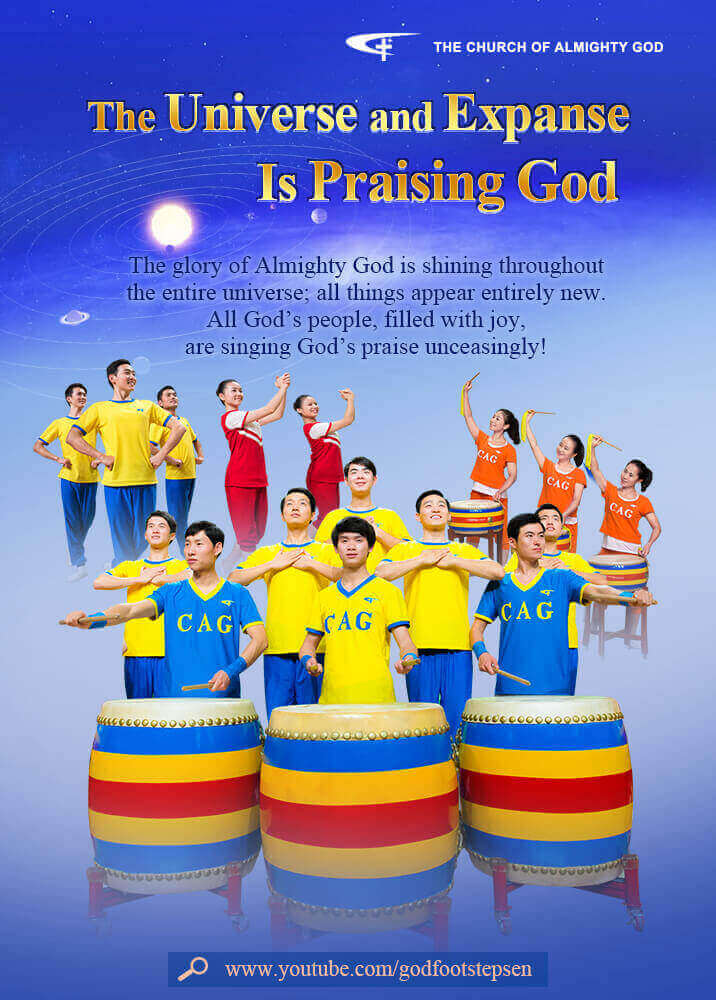 THE CHURCH OF ALMIGHTY GOD
The Universe and Expanse
Is Praising God
The glory of Almighty God is shining throughout
the entire universe; all things appear entirely new.
All God's people, filled with joy,
are singing God's praise unceasingly!
CAG
CAG
CAG
CAG
CAG
CAG
www.youtube.com/godfootstepsen